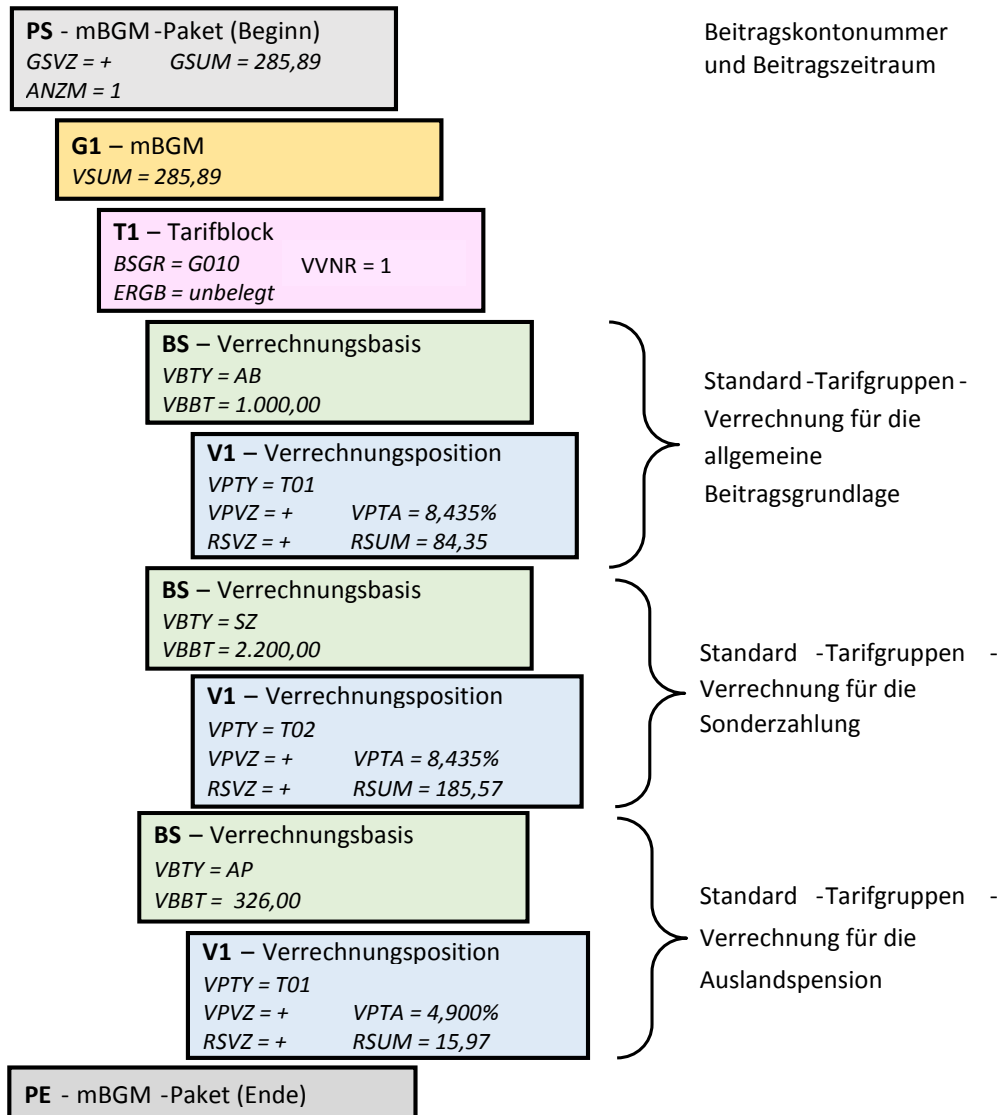 PS - mBGM -Paket (Beginn)
GSVZ = + GSUM = 285,89
ANZM = 1
Beitragskontonummer
und Beitragszeitraum
G1 – mBGM
VSUM = 285,89
T1 – Tarifblock
BSGR = G010 VVNR = 1
ERGB = unbelegt
BS – Verrechnungsbasis
VBTY = AB
VBBT = 1.000,00
V1 – Verrechnungsposition
VPTY = T01
VPVZ = + VPTA = 8,435%
RSVZ = + RSUM = 84,35
Standard -Tarifgruppen -
Verrechnung für die
allgemeine
Beitragsgrundlage
BS – Verrechnungsbasis
VBTY = SZ
VBBT = 2.200,00
V1 – Verrechnungsposition
VPTY = T02
VPVZ = + VPTA = 8,435%
RSVZ = + RSUM = 185,57
Standard -Tarifgruppen -
Verrechnung für die
Sonderzahlung
BS – Verrechnungsbasis
VBTY = AP
VBBT = 326,00
V1 – Verrechnungsposition
VPTY = T01
VPVZ = + VPTA = 4,900%
RSVZ = + RSUM = 15,97
Standard -Tarifgruppen -
Verrechnung für die
Auslandspension
PE - mBGM -Paket (Ende)